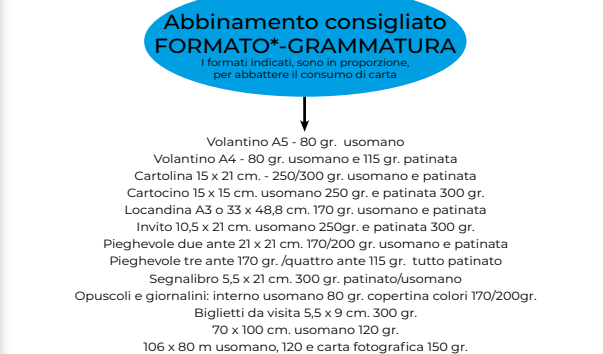 Abbinamento consigliato
FORMATO*-GRAMMATURA
I formati indicati, sono in proporzione,
per abbattere il consumo di carta
Volantino A5 - 80 gr. usomano
Volantino A4 - 80 gr. usomano e 115 gr. patinata
Cartolina 15 x 21 cm. - 250/300 gr. usomano e patinata
Cartocino 15 x 15 cm. usomano 250 gr. e patinata 300 gr.
Locandina A3 o 33 x 48,8 cm. 170 gr. usomano e patinata
Invito 10,5 x 21 cm. usomano 250gr. e patinata 300 gr.
Pieghevole due ante 21 x 21 cm. 170/200 gr. usomano e patinata
Pieghevole tre ante 170 gr. /quattro ante 115 gr. tutto patinato
Segnalibro 5,5 x 21 cm. 300 gr. patinato/usomano
Opuscoli e giornalini: interno usomano 80 gr. copertina colori 170/200gr.
Biglietti da visita 5,5 x 9 cm. 300 gr.
70 x 100 cm. usomano 120 gr.
106 x 80 m usomano, 120 e carta fotografica 150 gr.